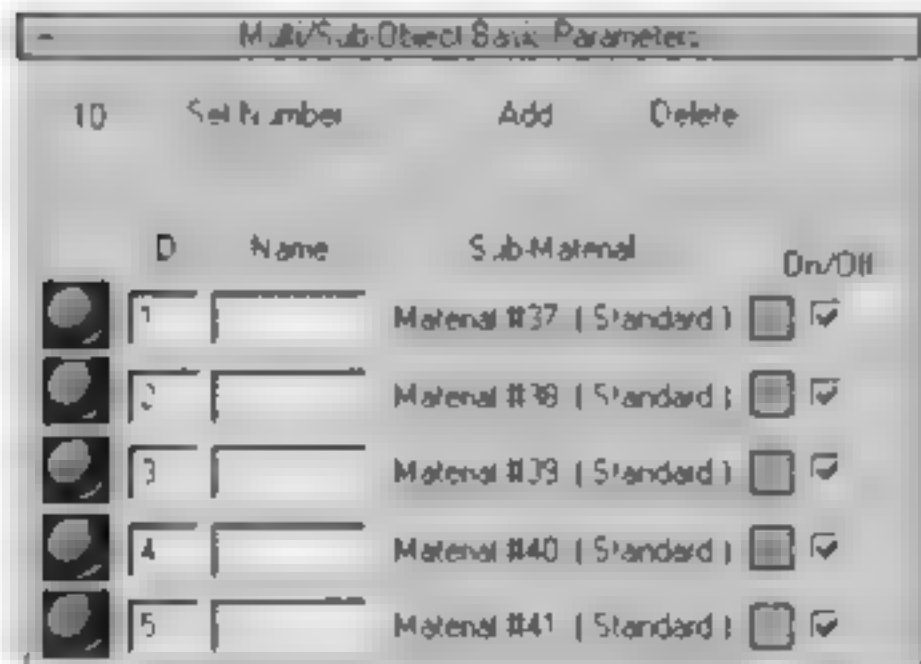 - Multi/Sub-Object Basic Parameters
10 Set Number Add Delete
ID Name Sub-Material On/Off
1 Material #37 ( Standard )
2 Material #38 ( Standard )
3 Material #39 ( Standard )
4 Material #40 ( Standard )
5 Material #41 ( Standard )